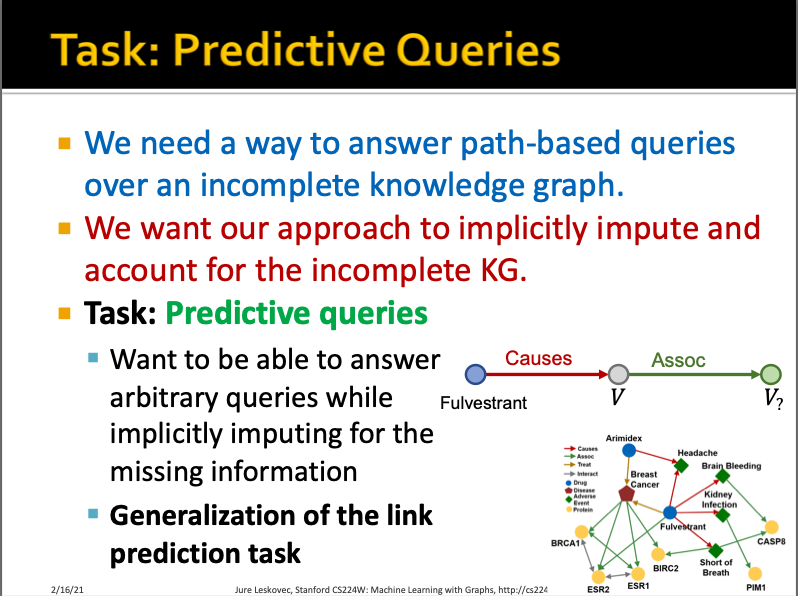 Task: Predictive Queries
We need a way to answer path-based queries
over an incomplete knowledge graph.
We want our approach to implicitly impute and
account for the incomplete KG.
Task: Predictive queries
Want to be able to answer
arbitrary queries while
implicitly imputing for the
missing information
Generalization of the link
prediction task
Causes
Assoc
Fulvestrant
V
V?
Causes
Assoc
Treat
Interact
Drug
Disease
Adverse
Event
Protein
Arimidex
Headache
Brain Bleeding
Breast
Cancer
Kidney
Infection
Fulvestrant
CASP8
BRCA1
BIRC2
Short of
Breath
ESR2
ESR1
PIM1
2/16/21
Jure Leskovec, Stanford CS224W: Machine Learning with Graphs, http://cs224